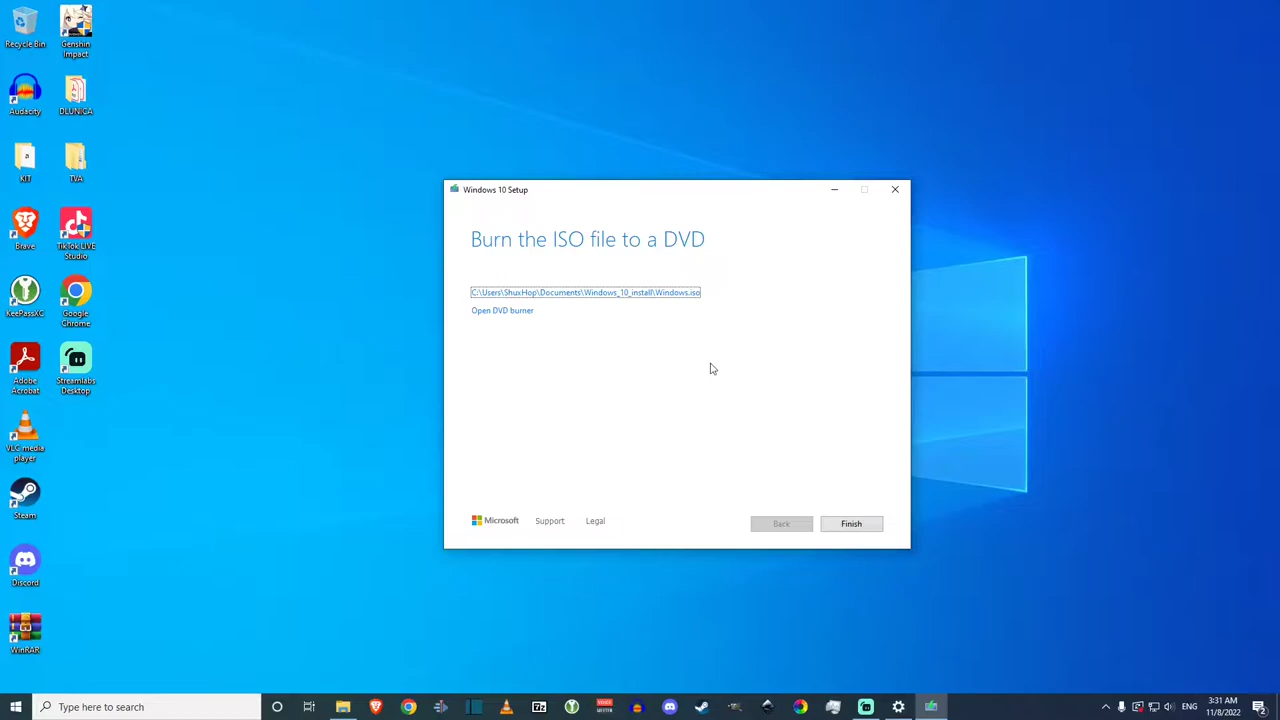 Recycle Bin
Genshin
Impact
Audacity
DLUNICA
KIT
TVA
Brave
TikTok LIVE
Studio
KeePassXC
Google
Chrome
Adobe
Acrobat
Streamlabs
Desktop
VLC media
player
Steam
Discord
WinRAR
Windows 10 Setup
Burn the ISO file to a DVD
C:\Users\ShuxHop\Documents\Windows_10_install\Windows.iso
Open DVD burner
Microsoft
Support
Legal
Back
Finish
Type here to search
3:31 AM
11/8/2022